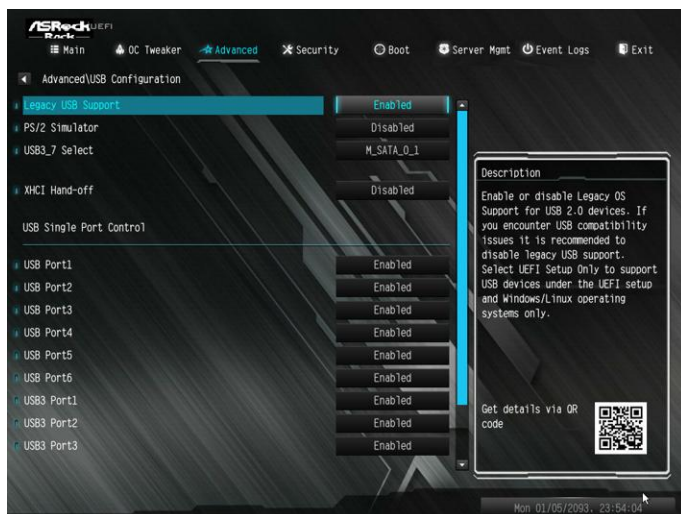 ASRock UEFI
Rack
Main OC Tweaker Advanced Security Boot Server Mgmt Event Logs Exit
Advanced\USB Configuration
Legacy USB Support Enabled
PS/2 Simulator Disabled
USB3_7 Select M_SATA_0_1
XHCI Hand-off Disabled
USB Single Port Control
USB Port1 Enabled
USB Port2 Enabled
USB Port3 Enabled
USB Port4 Enabled
USB Port5 Enabled
USB Port6 Enabled
USB3 Port1 Enabled
USB3 Port2 Enabled
USB3 Port3 Enabled
Description
Enable or disable Legacy OS
Support for USB 2.0 devices. If
you encounter USB compatibility
issues it is recommended to
disable legacy USB support.
Select UEFI Setup Only to support
USB devices under the UEFI setup
and Windows/Linux operating
systems only.
Get details via QR
code
Mon 01/05/2093, 23:54:04